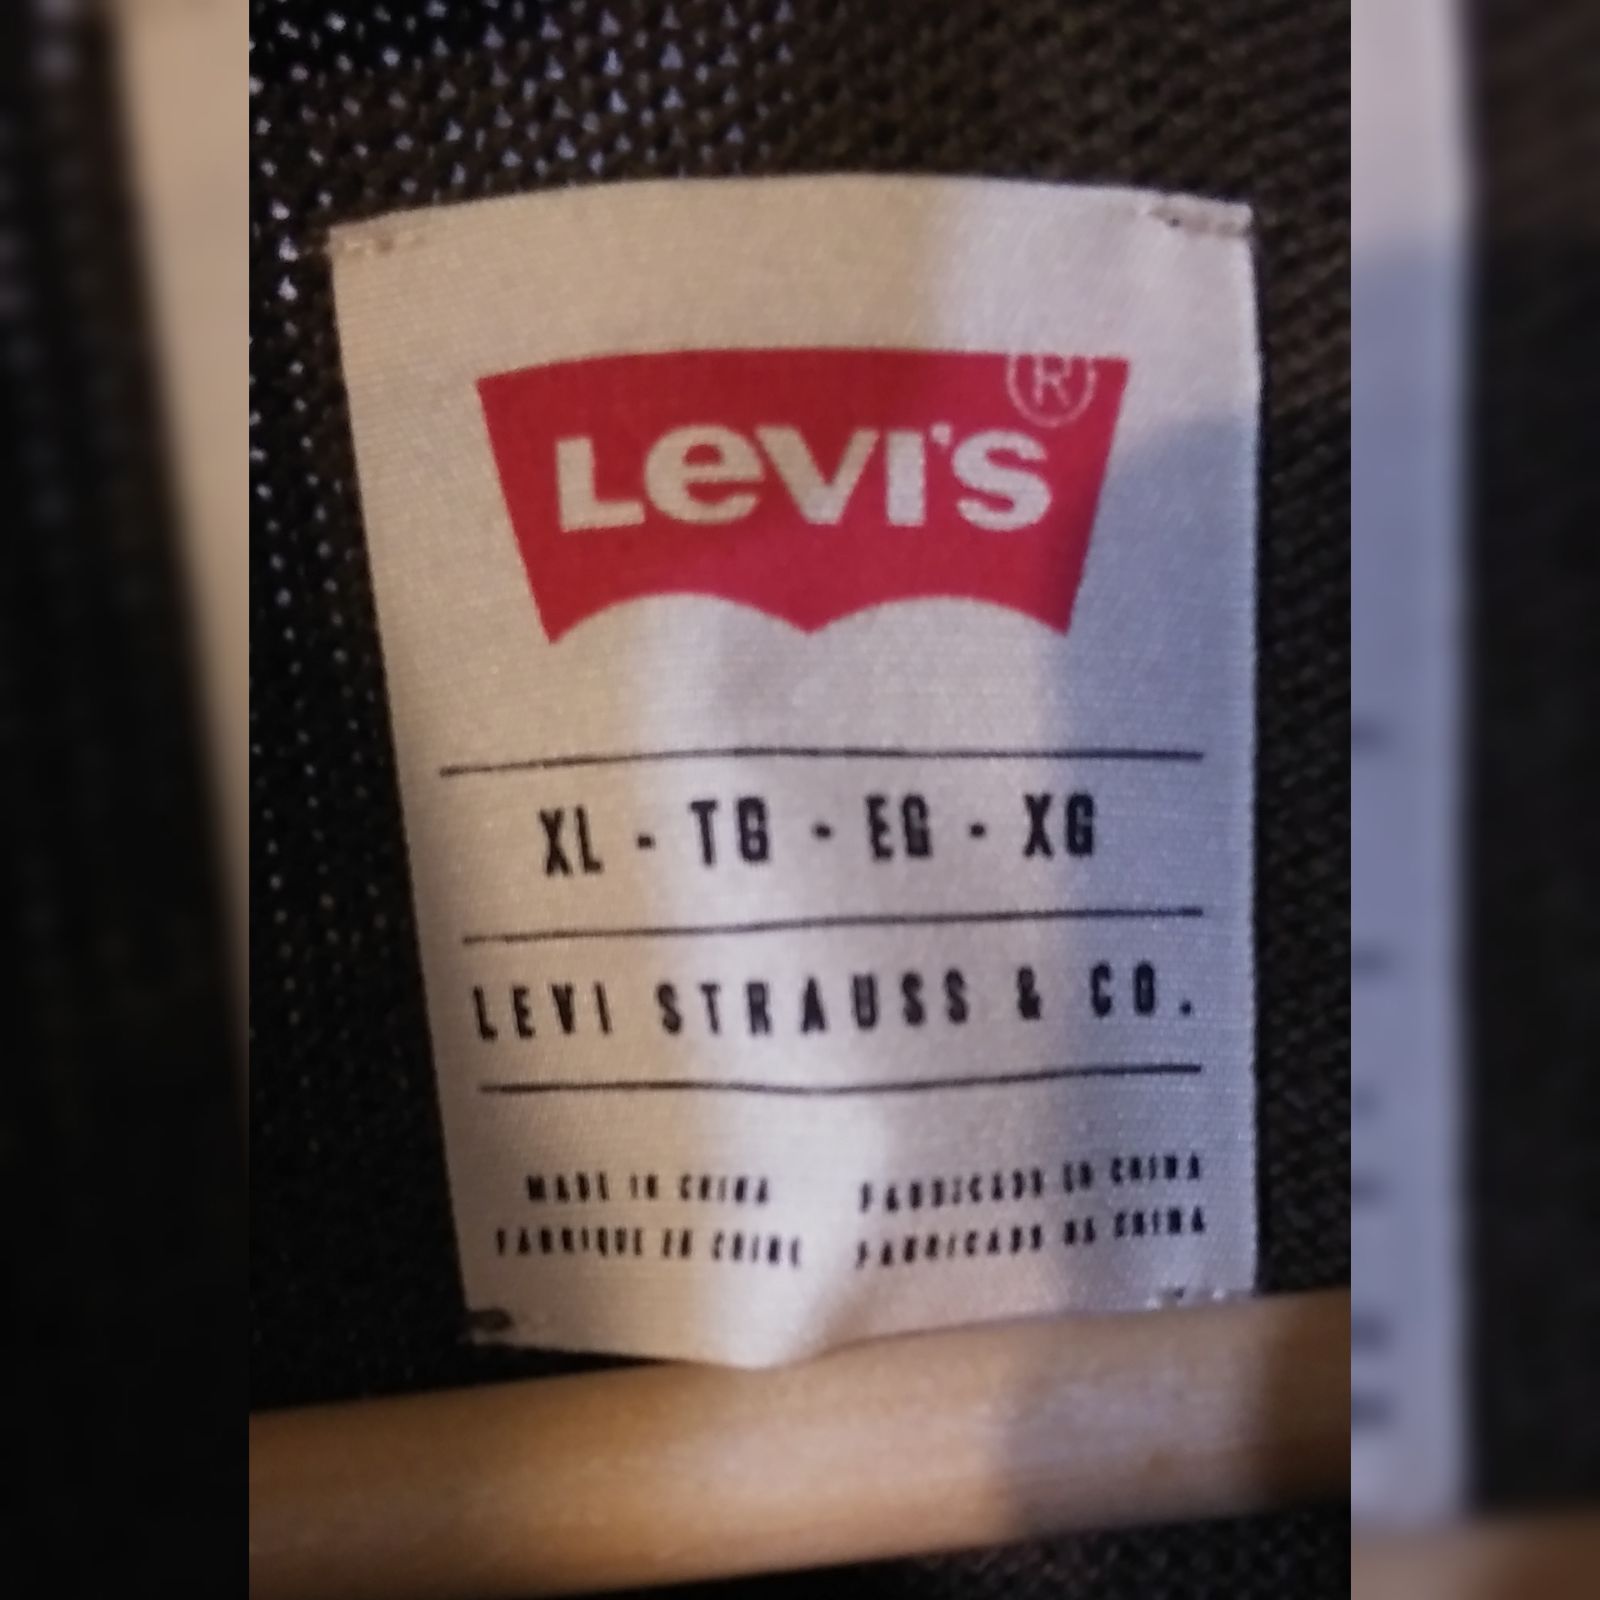 LEVI'S®
XL - TG - EG - XG
LEVI STRAUSS & CO.
MADE IN CHINA
FABRIQUE EN CHINE
FABRICADO EN CHINA
FABRICADO NA CHINA